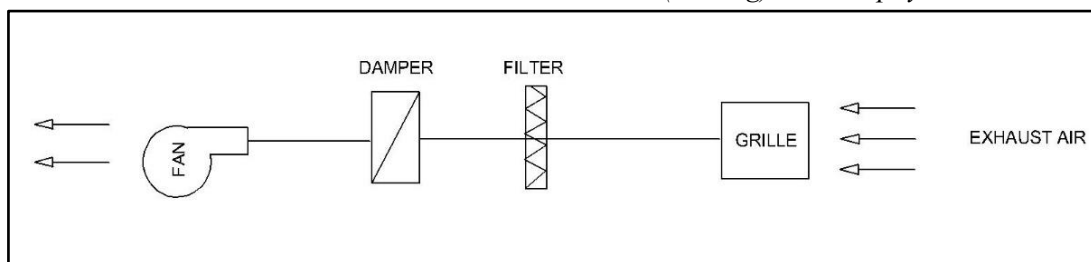 DAMPER
FILTER
FAN
GRILLE
EXHAUST AIR